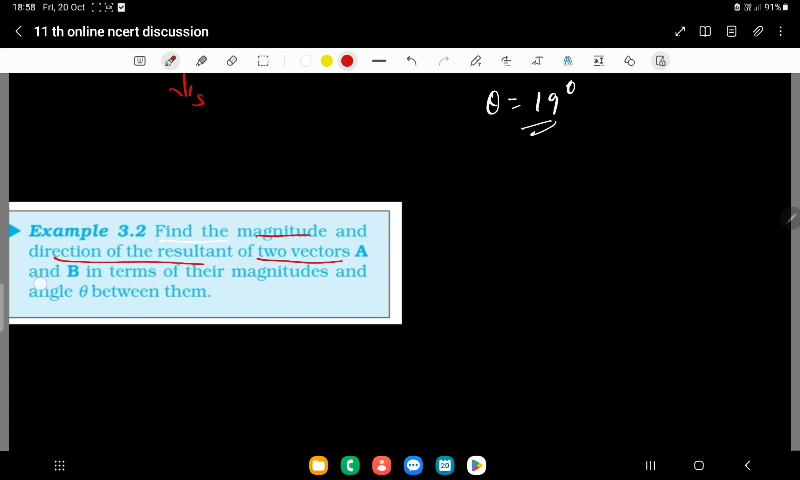 18:58 Fri, 20 Oct 91%
11 th online ncert discussion
m/s
θ = 19°
Example 3.2 Find the magnitude and
direction of the resultant of two vectors A
and B in terms of their magnitudes and
angle θ between them.
20